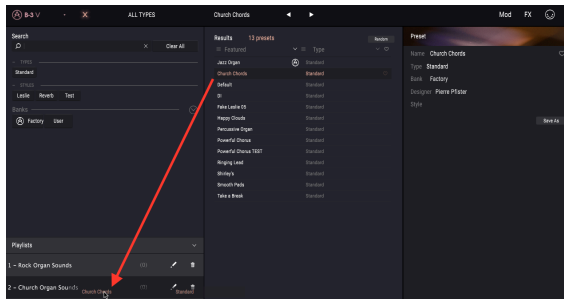 B-3 V
ALL TYPES
Church Chords
Mod FX
Search
Clear All
TYPES
Standard
STYLES
Leslie Reverb Test
Banks
Factory User
Results 13 presets
Random
Featured Type
Jazz Organ Standard
Church Chords Standard
Default Standard
DI Standard
Fake Leslie 03 Standard
Happy Clouds Standard
Percussive Organ Standard
Powerful Chorus Standard
Powerful Chorus TEST Standard
Ringing Lead Standard
Shirley's Standard
Smooth Pads Standard
Take a Break Standard
Preset
Name Church Chords
Type Standard
Bank Factory
Designer Pierre Pfister
Style
Save As
Playlists
1 – Rock Organ Sounds (0)
2 – Church Organ Sounds
Church Chords Standard